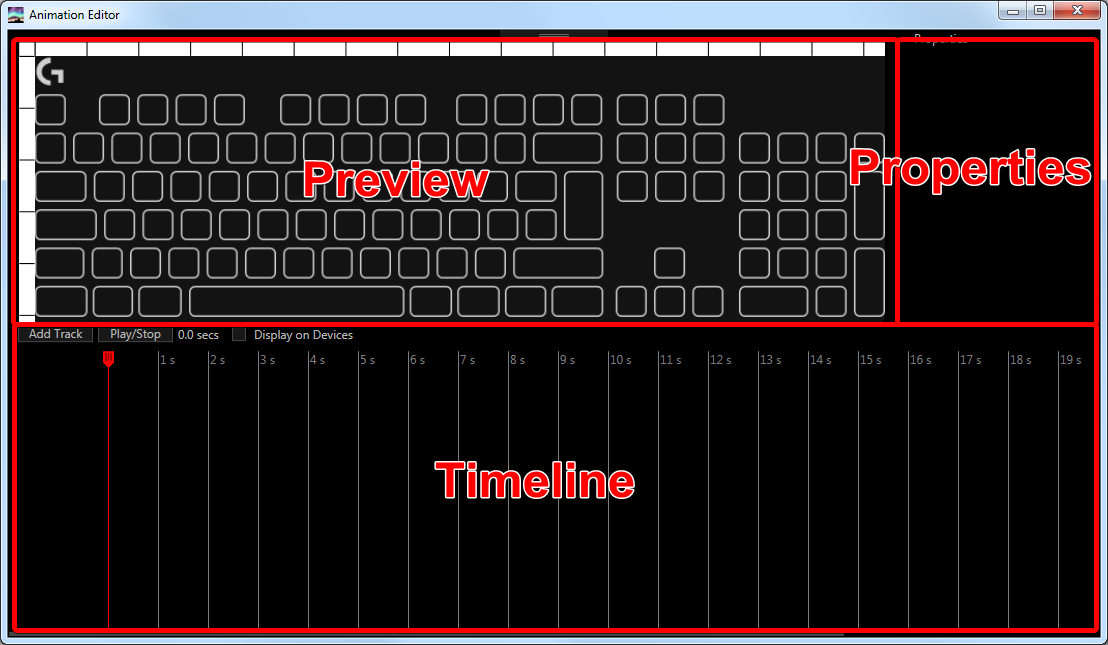 Animation Editor
Properties
Preview
Properties
Add Track Play/Stop 0.0 secs Display on Devices
1 s 2 s 3 s 4 s 5 s 6 s 7 s 8 s 9 s 10 s 11 s 12 s 13 s 14 s 15 s 16 s 17 s 18 s 19 s
Timeline